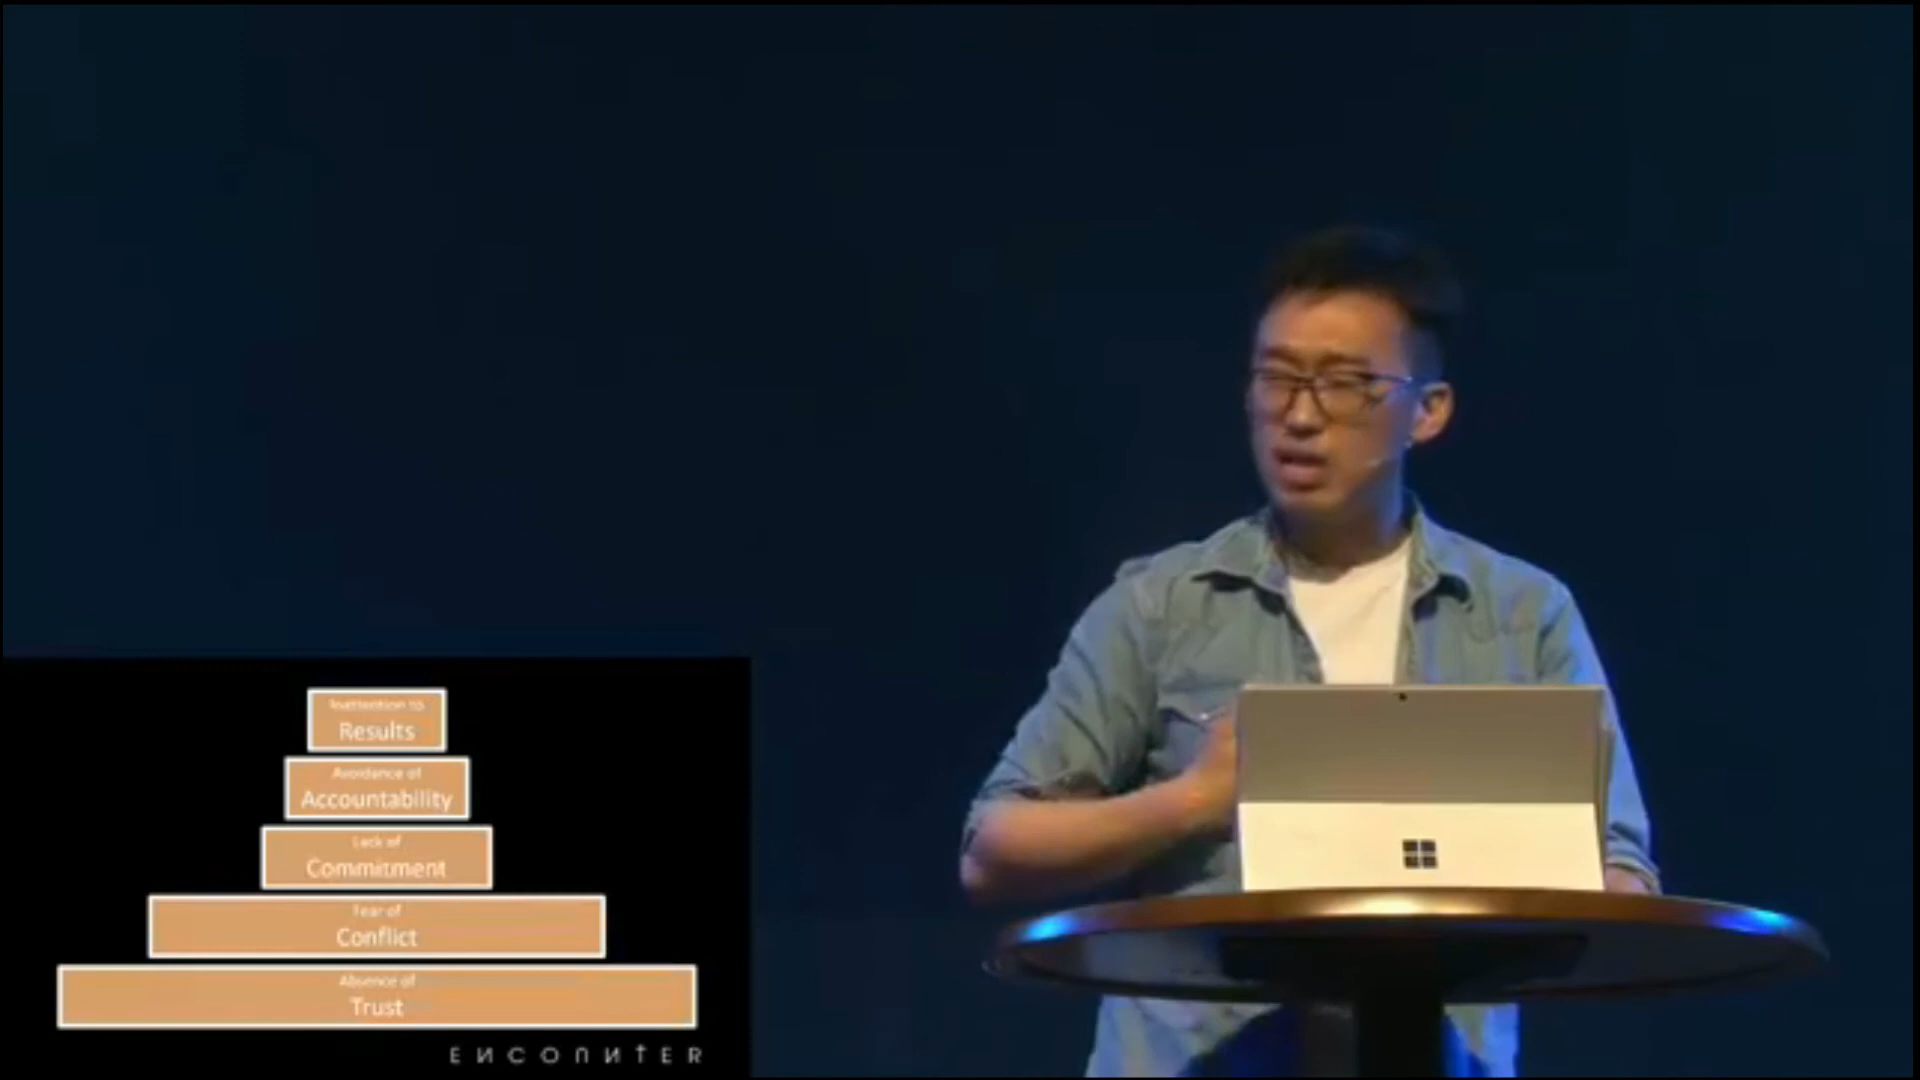 Inattention to
Results
Avoidance of
Accountability
Lack of
Commitment
Fear of
Conflict
Absence of
Trust
ENCOUNTER